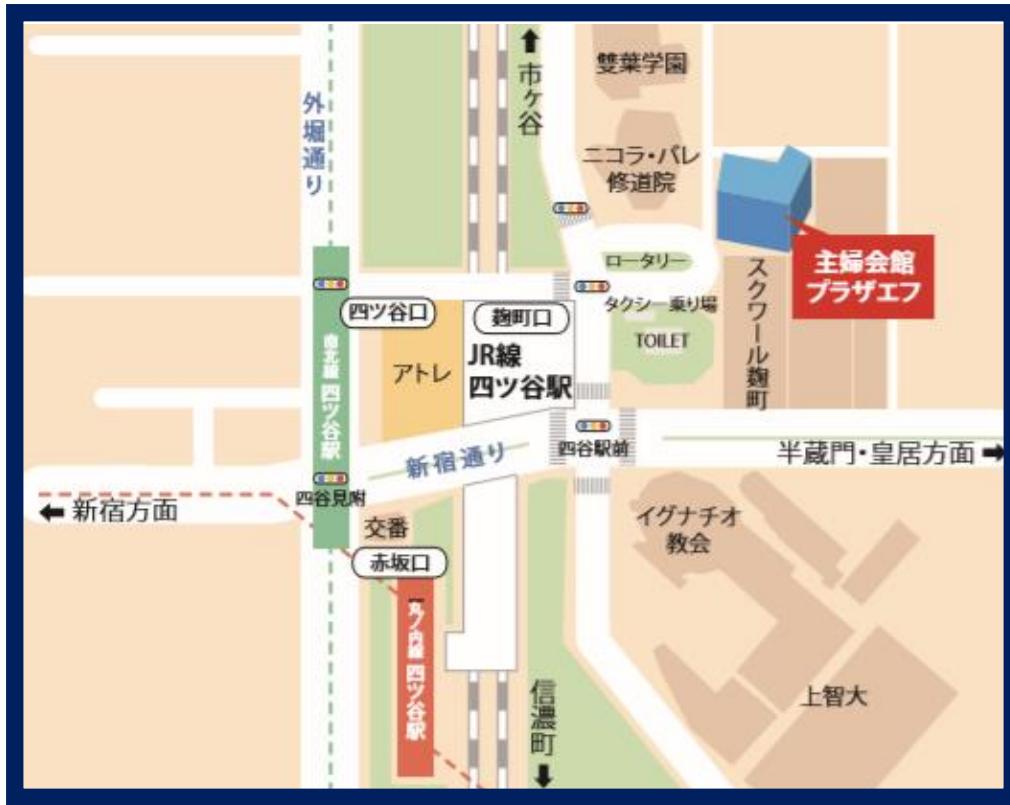 市ヶ谷
雙葉学園
外堀通り
ニコラ・バレ
修道院
ロータリー
主婦会館
プラザエフ
四ツ谷口
麹町口
タクシー乗り場
TOILET
スクワール麹町
アトレ
JR線
四ツ谷駅
南北線 四ツ谷駅
新宿通り
四谷駅前
半蔵門・皇居方面
四谷見附
新宿方面
交番
イグナチオ
教会
赤坂口
丸ノ内線 四ツ谷駅
信濃町
上智大